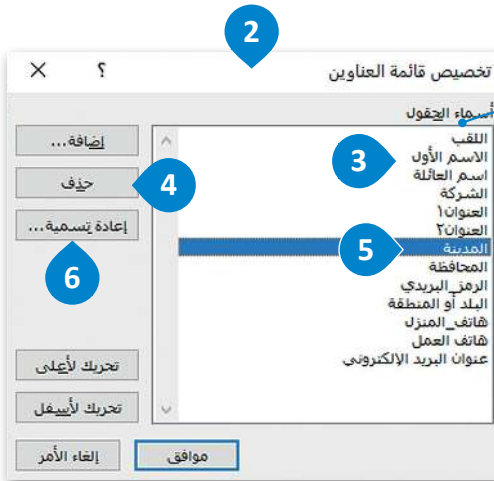 2
تخصيص قائمة العناوين
؟
أسماء الحقول
اللقب
الاسم الأول
3
اسم العائلة
الشركة
العنوان١
العنوان٢
المدينة
5
المحافظة
الرمز_البريدي
البلد أو المنطقة
هاتف_المنزل
هاتف العمل
عنوان البريد الإلكتروني
إضافة...
حذف
4
إعادة تسمية...
6
تحريك لأعلى
تحريك لأسفل
موافق
إلغاء الأمر